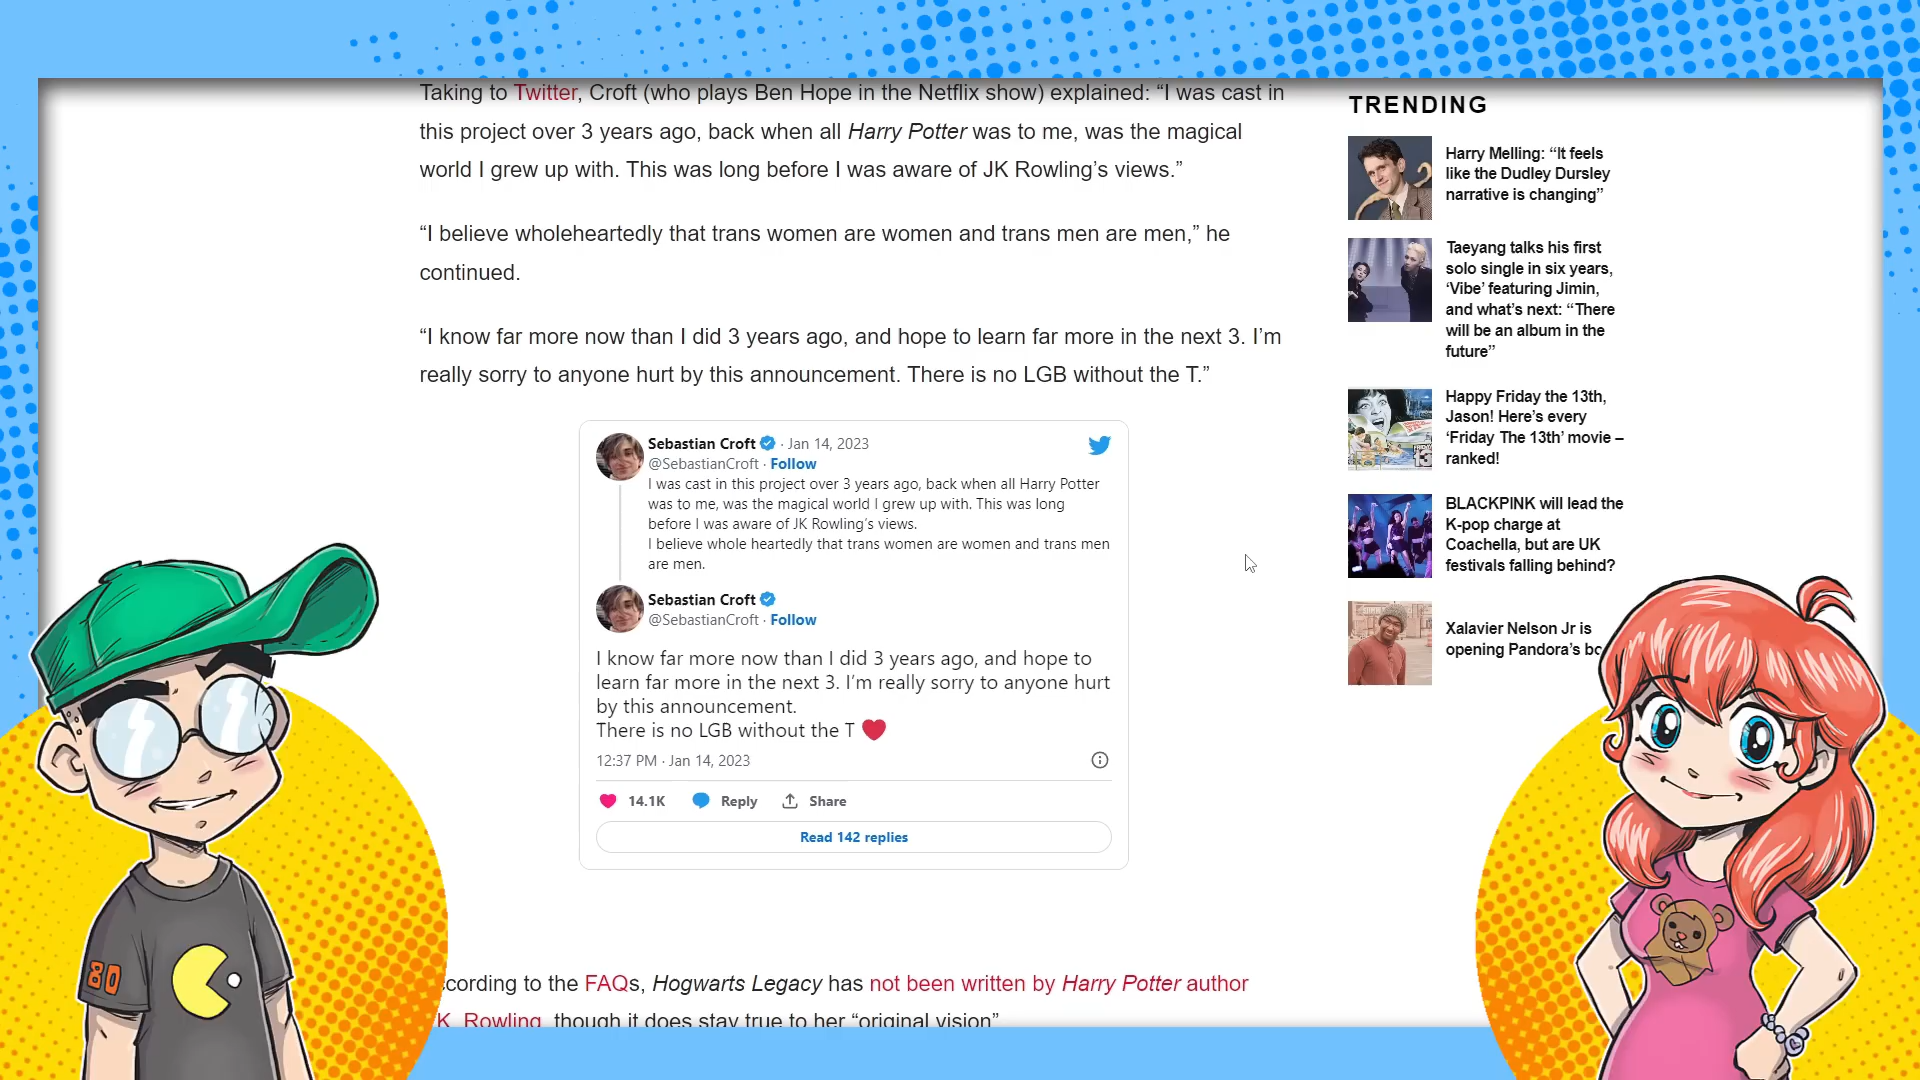 Taking to Twitter, Croft (who plays Ben Hope in the Netflix show) explained: “I was cast in
this project over 3 years ago, back when all Harry Potter was to me, was the magical
world I grew up with. This was long before I was aware of JK Rowling’s views.”
“I believe wholeheartedly that trans women are women and trans men are men,” he
continued.
“I know far more now than I did 3 years ago, and hope to learn far more in the next 3. I’m
really sorry to anyone hurt by this announcement. There is no LGB without the T.”
Sebastian Croft · Jan 14, 2023
@SebastianCroft · Follow
I was cast in this project over 3 years ago, back when all Harry Potter
was to me, was the magical world I grew up with. This was long
before I was aware of JK Rowling’s views.
I believe whole heartedly that trans women are women and trans men
are men.
Sebastian Croft
@SebastianCroft · Follow
I know far more now than I did 3 years ago, and hope to
learn far more in the next 3. I’m really sorry to anyone hurt
by this announcement.
There is no LGB without the T ❤️
12:37 PM · Jan 14, 2023
14.1K Reply Share
Read 142 replies
cording to the FAQs, Hogwarts Legacy has not been written by Harry Potter author
K. Rowling, though it does stay true to her “original vision”
TRENDING
Harry Melling: “It feels
like the Dudley Dursley
narrative is changing”
Taeyang talks his first
solo single in six years,
‘Vibe’ featuring Jimin,
and what’s next: “There
will be an album in the
future”
Happy Friday the 13th,
Jason! Here’s every
‘Friday The 13th’ movie –
ranked!
BLACKPINK will lead the
K-pop charge at
Coachella, but are UK
festivals falling behind?
Xalavier Nelson Jr is
opening Pandora’s bo
80